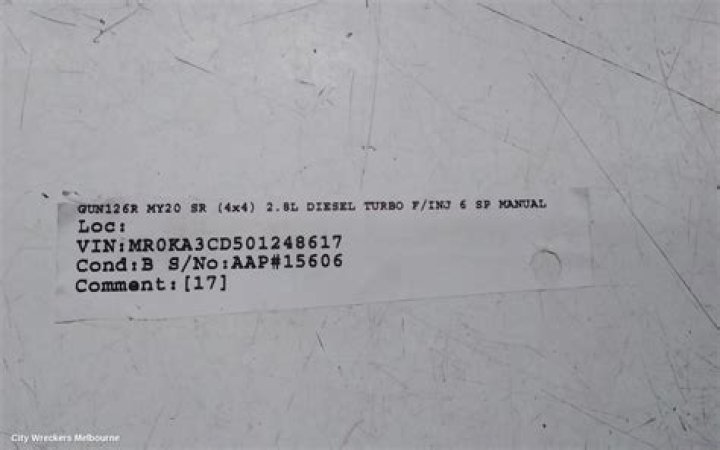 GUN126R MY20 SR (4x4) 2.8L DIESEL TURBO F/INJ 6 SP MANUAL
Loc:
VIN:MR0KA3CD501248617
Cond:B S/No:AAP#15606
Comment:[17]
City Wreckers Melbourne